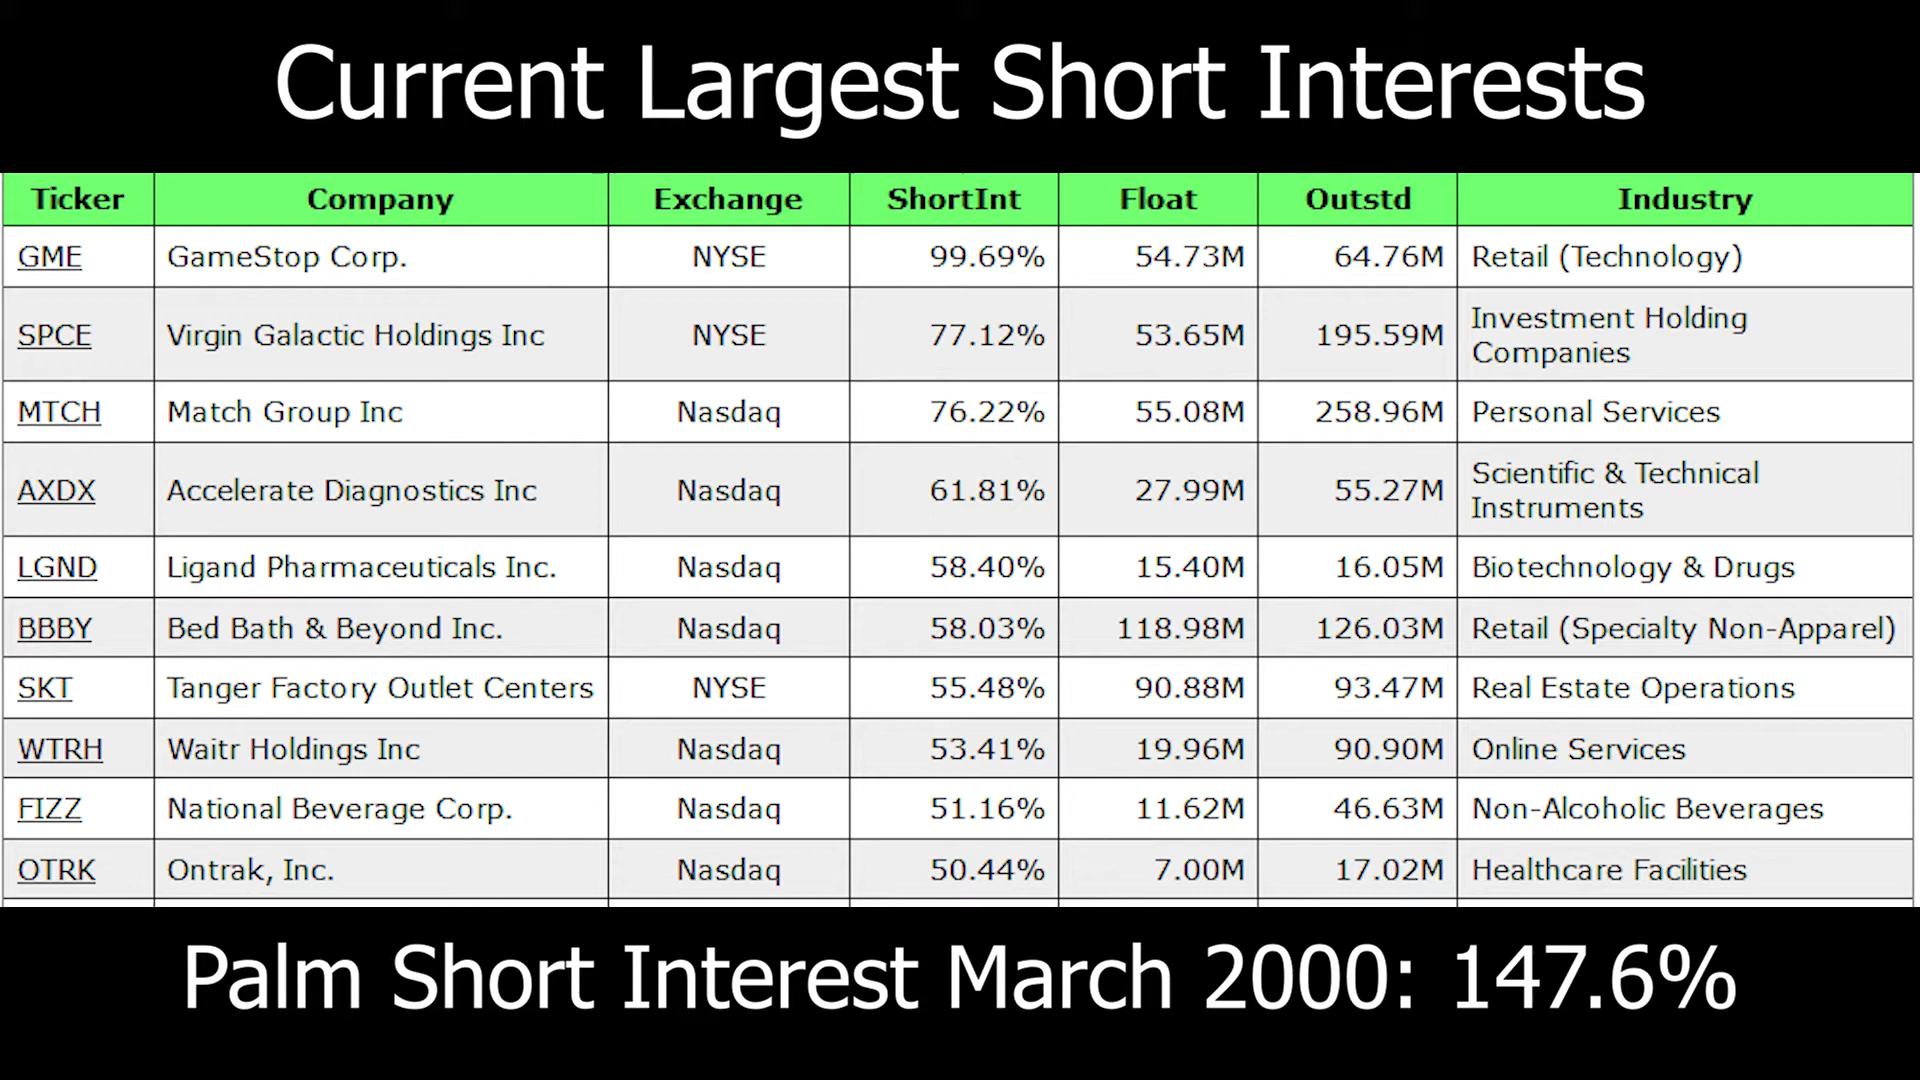 Current Largest Short Interests
Ticker Company Exchange ShortInt Float Outstd Industry
GME GameStop Corp. NYSE 99.69% 54.73M 64.76M Retail (Technology)
SPCE Virgin Galactic Holdings Inc NYSE 77.12% 53.65M 195.59M Investment Holding
Companies
MTCH Match Group Inc Nasdaq 76.22% 55.08M 258.96M Personal Services
AXDX Accelerate Diagnostics Inc Nasdaq 61.81% 27.99M 55.27M Scientific & Technical
Instruments
LGND Ligand Pharmaceuticals Inc. Nasdaq 58.40% 15.40M 16.05M Biotechnology & Drugs
BBBY Bed Bath & Beyond Inc. Nasdaq 58.03% 118.98M 126.03M Retail (Specialty Non-Apparel)
SKT Tanger Factory Outlet Centers NYSE 55.48% 90.88M 93.47M Real Estate Operations
WTRH Waitr Holdings Inc Nasdaq 53.41% 19.96M 90.90M Online Services
FIZZ National Beverage Corp. Nasdaq 51.16% 11.62M 46.63M Non-Alcoholic Beverages
OTRK Ontrak, Inc. Nasdaq 50.44% 7.00M 17.02M Healthcare Facilities
Palm Short Interest March 2000: 147.6%